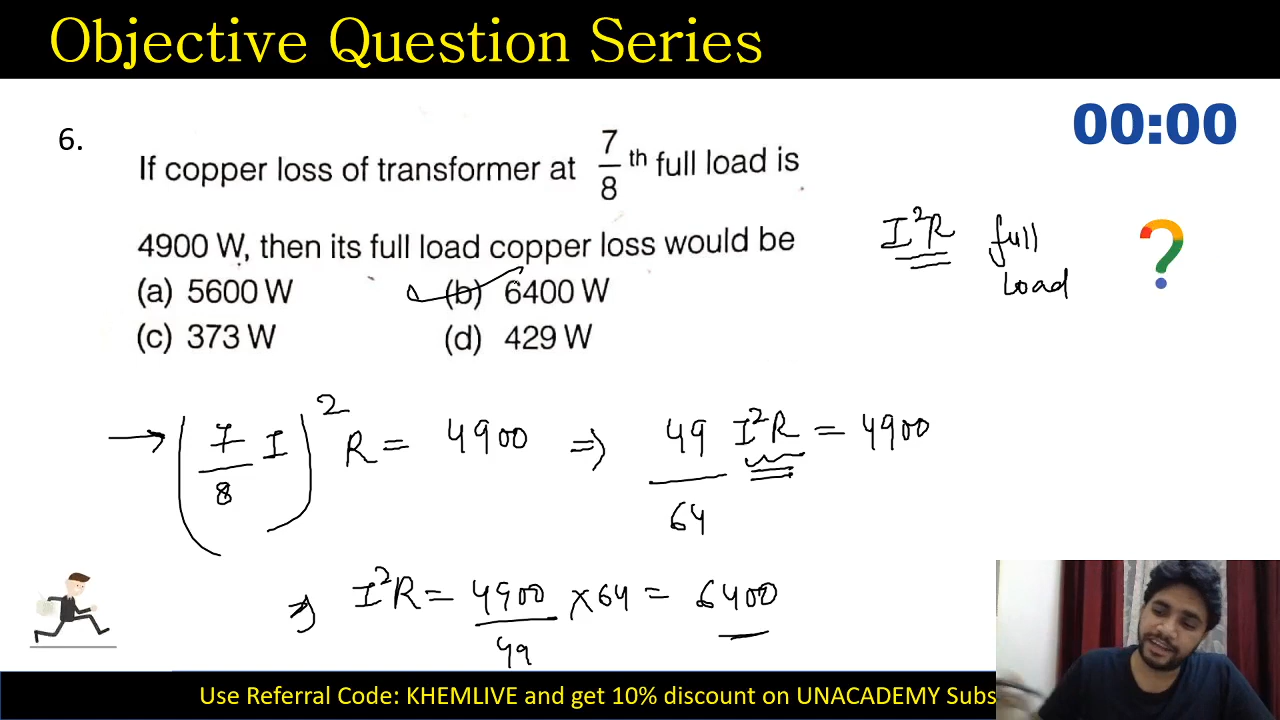 Objective Question Series
00:00
6.
If copper loss of transformer at 7/8 th full load is
4900 W, then its full load copper loss would be
(a) 5600 W (b) 6400 W
(c) 373 W (d) 429 W
I²R full
load
?
→ (7/8 I)² R = 4900 ⇒ 49/64 I²R = 4900
⇒ I²R = 4900/49 × 64 = 6400
Use Referral Code: KHEMLIVE and get 10% discount on UNACADEMY Subs